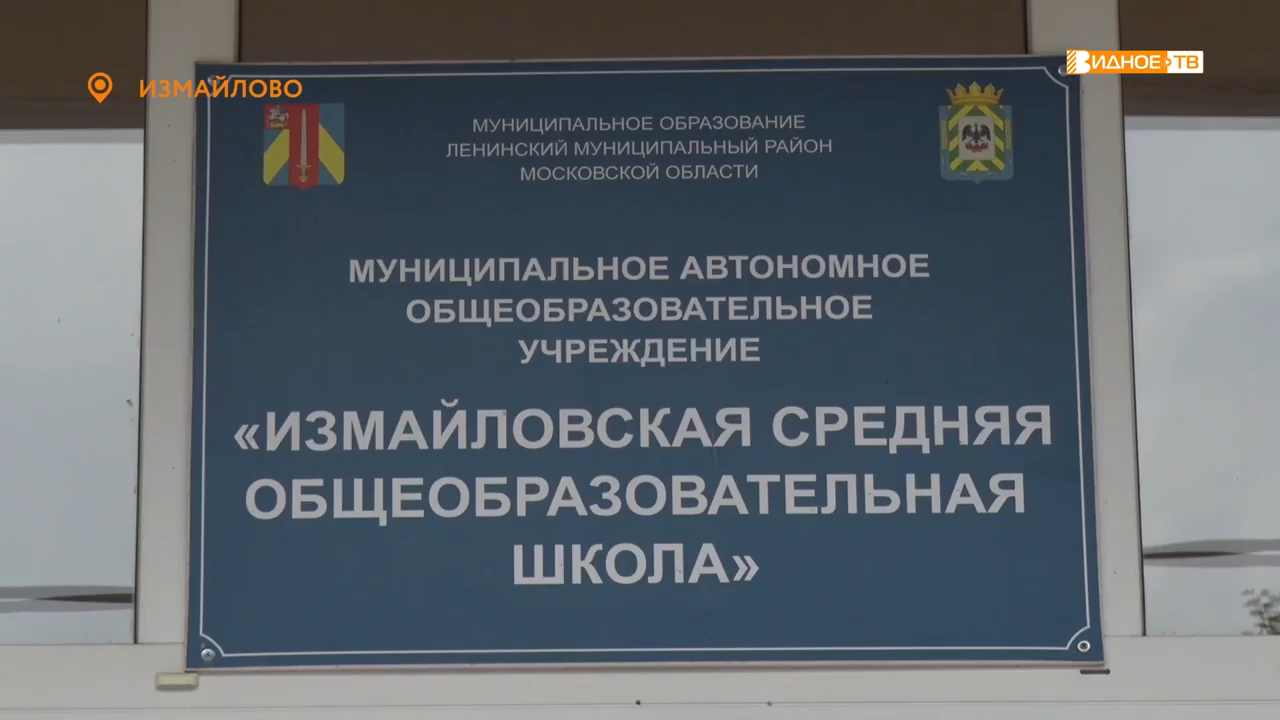 ИЗМАЙЛОВО
ВИДНОЕ ТВ
МУНИЦИПАЛЬНОЕ ОБРАЗОВАНИЕ
ЛЕНИНСКИЙ МУНИЦИПАЛЬНЫЙ РАЙОН
МОСКОВСКОЙ ОБЛАСТИ
МУНИЦИПАЛЬНОЕ АВТОНОМНОЕ
ОБЩЕОБРАЗОВАТЕЛЬНОЕ
УЧРЕЖДЕНИЕ
«ИЗМАЙЛОВСКАЯ СРЕДНЯЯ
ОБЩЕОБРАЗОВАТЕЛЬНАЯ
ШКОЛА»